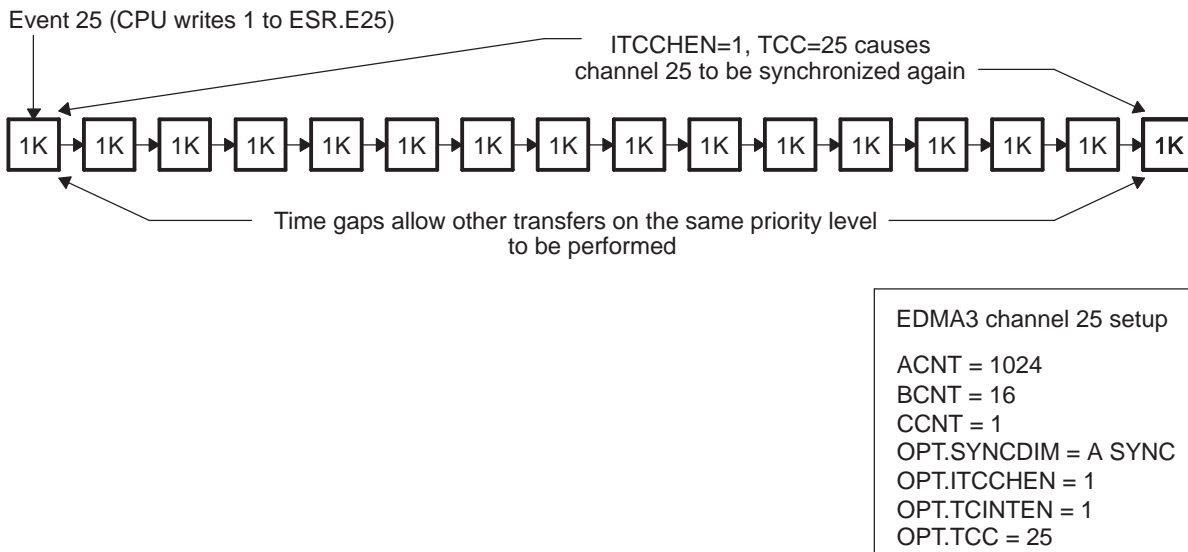 Event 25 (CPU writes 1 to ESR.E25)
ITCCHEN=1, TCC=25 causes
channel 25 to be synchronized again
1K 1K 1K 1K 1K 1K 1K 1K 1K 1K 1K 1K 1K 1K 1K 1K
Time gaps allow other transfers on the same priority level
to be performed
EDMA3 channel 25 setup
ACNT = 1024
BCNT = 16
CCNT = 1
OPT.SYNCDIM = A SYNC
OPT.ITCCHEN = 1
OPT.TCINTEN = 1
OPT.TCC = 25